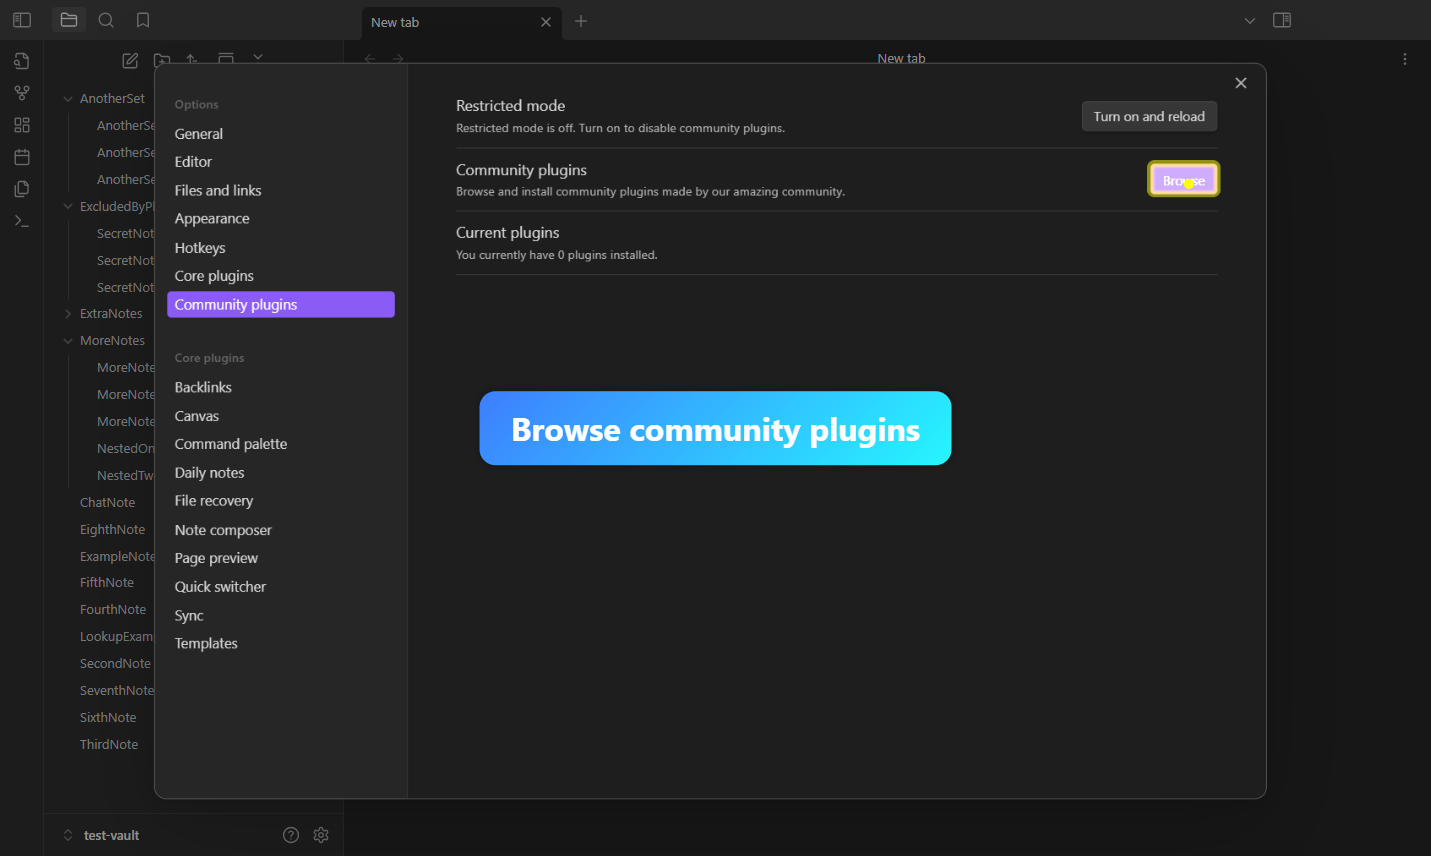 New tab
New tab
AnotherSet
AnotherSe
AnotherSe
AnotherSe
ExcludedByPl
SecretNot
SecretNot
SecretNot
ExtraNotes
MoreNotes
MoreNote
MoreNote
MoreNote
NestedOn
NestedTw
ChatNote
EighthNote
ExampleNote
FifthNote
FourthNote
LookupExam
SecondNote
SeventhNote
SixthNote
ThirdNote
test-vault
Options
General
Editor
Files and links
Appearance
Hotkeys
Core plugins
Community plugins
Core plugins
Backlinks
Canvas
Command palette
Daily notes
File recovery
Note composer
Page preview
Quick switcher
Sync
Templates
Restricted mode
Restricted mode is off. Turn on to disable community plugins.
Turn on and reload
Community plugins
Browse and install community plugins made by our amazing community.
Browse
Current plugins
You currently have 0 plugins installed.
Browse community plugins